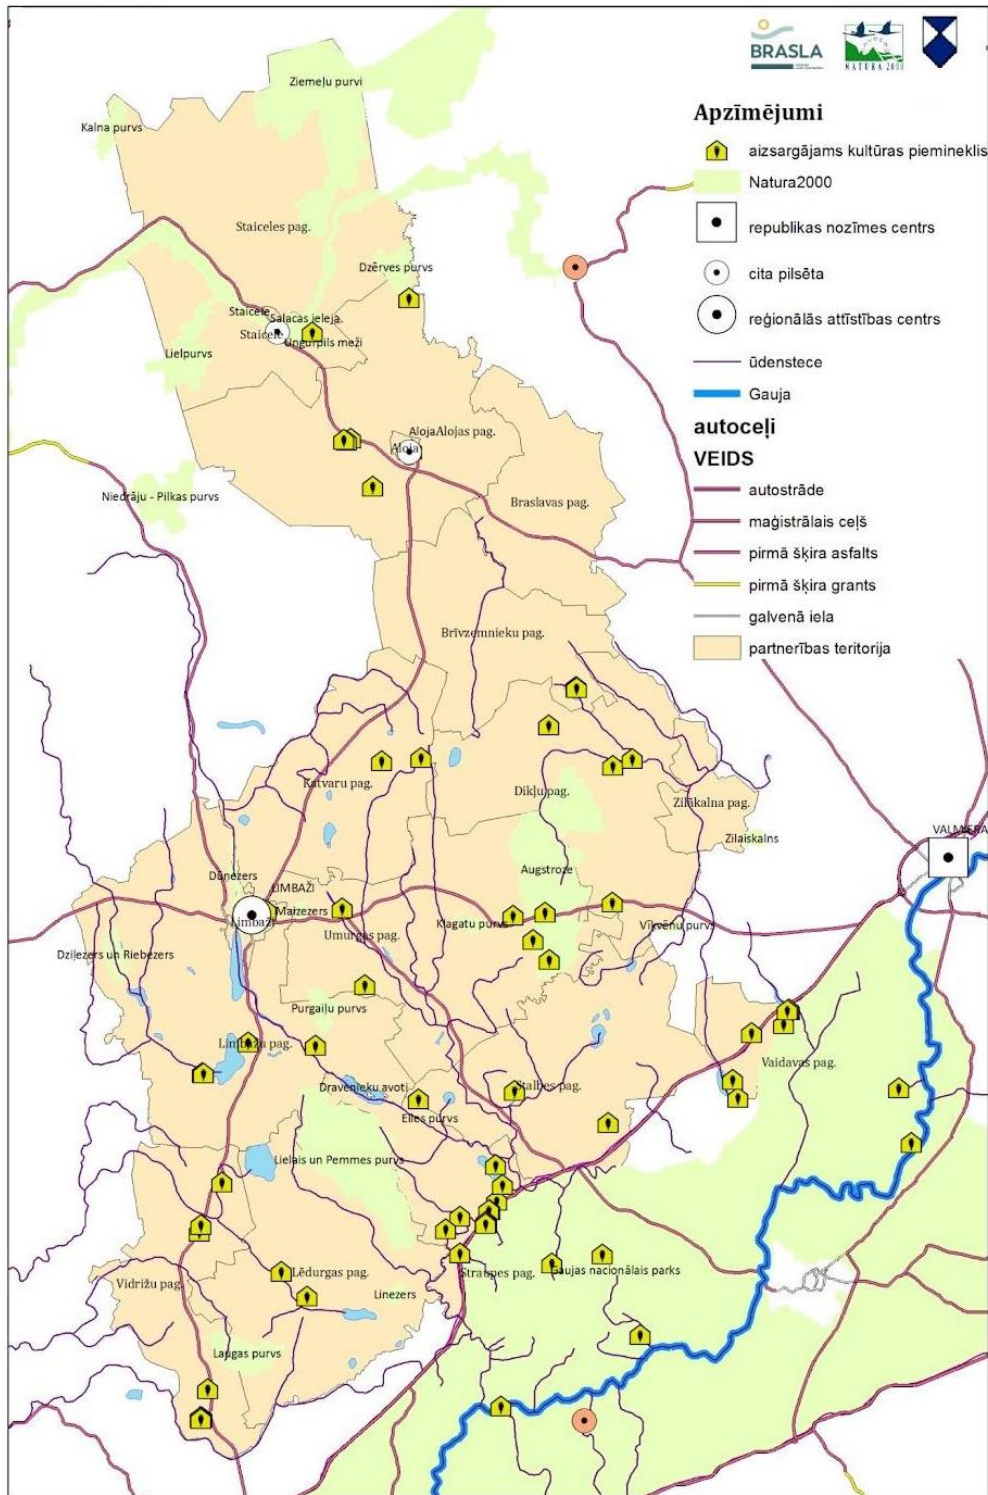 BRASLA
NATURA 2000
Apzīmējumi
aizsargājams kultūras piemineklis
Natura2000
republikas nozīmes centrs
cita pilsēta
reģionālās attīstības centrs
ūdenstece
Gauja
autoceļi
VEIDS
autostrāde
maģistrālais ceļš
pirmā šķira asfalts
pirmā šķira grants
galvenā iela
partnerības teritorija
Ziemeļu purvi
Kalna purvs
Staiceles pag.
Dzērves purvs
Staicele
Salacas ieleja
Staicele
Ungurpils meži
Lielpurvs
Aloja
Alojas pag.
Aloja
Niedrāju - Pilkas purvs
Braslavas pag.
Brīvzemnieku pag.
Katvaru pag.
Dikļu pag.
Zilākalna pag.
Zilaiskalns
VALMIERA
Augstroze
Dūņezers
LIMBAŽI
Maizezers
Limbaži
Umurgas pag.
Klagatu purvs
Vīkvēnu purvs
Dziļezers un Riebezers
Purgaiļu purvs
Limbažu pag.
Vaidavas pag.
Dravenieku avoti
Stalbes pag.
Elles purvs
Lielais un Pemmes purvs
Vidrižu pag.
Lēdurgas pag.
Straupes pag.
Gaujas nacionālais parks
Linezers
Laugas purvs